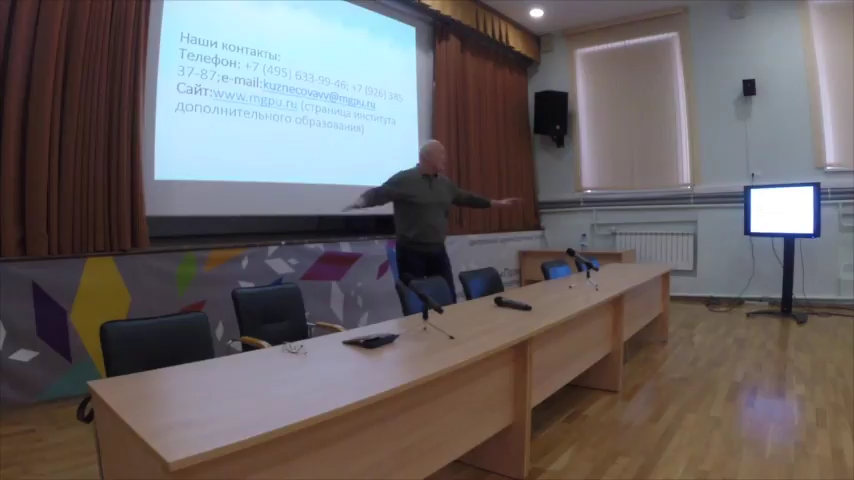 Наши контакты:
Телефон: +7 (495) 633-99-46; +7 (926) 385
37-87;e-mail:kuznecovavv@mgpu.ru
Сайт:www.mgpu.ru (страница института
дополнительного образования)